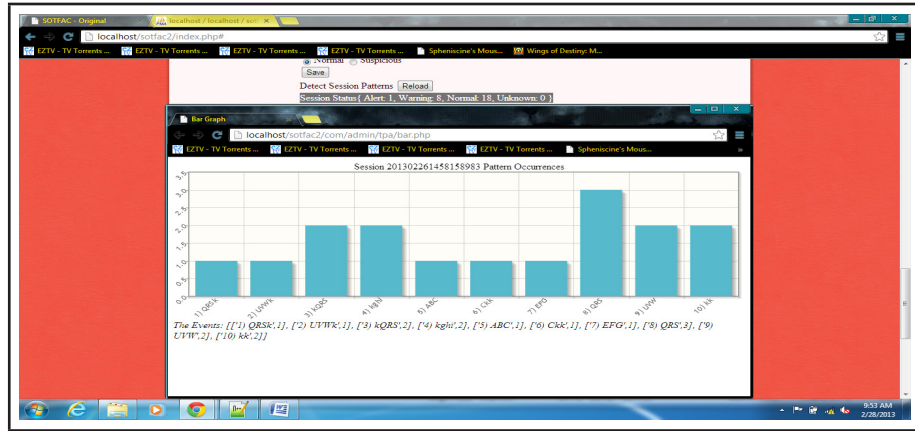 SOTFAC - Original
localhost / localhost / sotf
localhost/sotfac2/index.php#
EZTV - TV Torrents ... EZTV - TV Torrents ... EZTV - TV Torrents ... EZTV - TV Torrents ... Spheniscine's Mous... Wings of Destiny: M...
Normal Suspicious
Save
Detect Session Patterns Reload
Session Status{ Alert: 1, Warning: 8, Normal: 18, Unknown: 0 }
Bar Graph
localhost/sotfac2/com/admin/tpa/bar.php
EZTV - TV Torrents ... EZTV - TV Torrents ... EZTV - TV Torrents ... EZTV - TV Torrents ... Spheniscine's Mous... »
Session 201302261458158983 Pattern Occurrences
3.5
3.0
2.5
2.0
1.5
1.0
0.5
0.0
1) QRSk 2) UVWk 3) kQRS 4) kghi 5) ABC 6) Ckk 7) EFG 8) QRS 9) UVW 10) kk
The Events: [['1) QRSk',1], ['2) UVWk',1], ['3) kQRS',2], ['4) kghi',2], ['5) ABC',1], ['6) Ckk',1], ['7) EFG',1], ['8) QRS',3], ['9)
UVW',2], ['10) kk',2]]
9:53 AM
2/28/2013